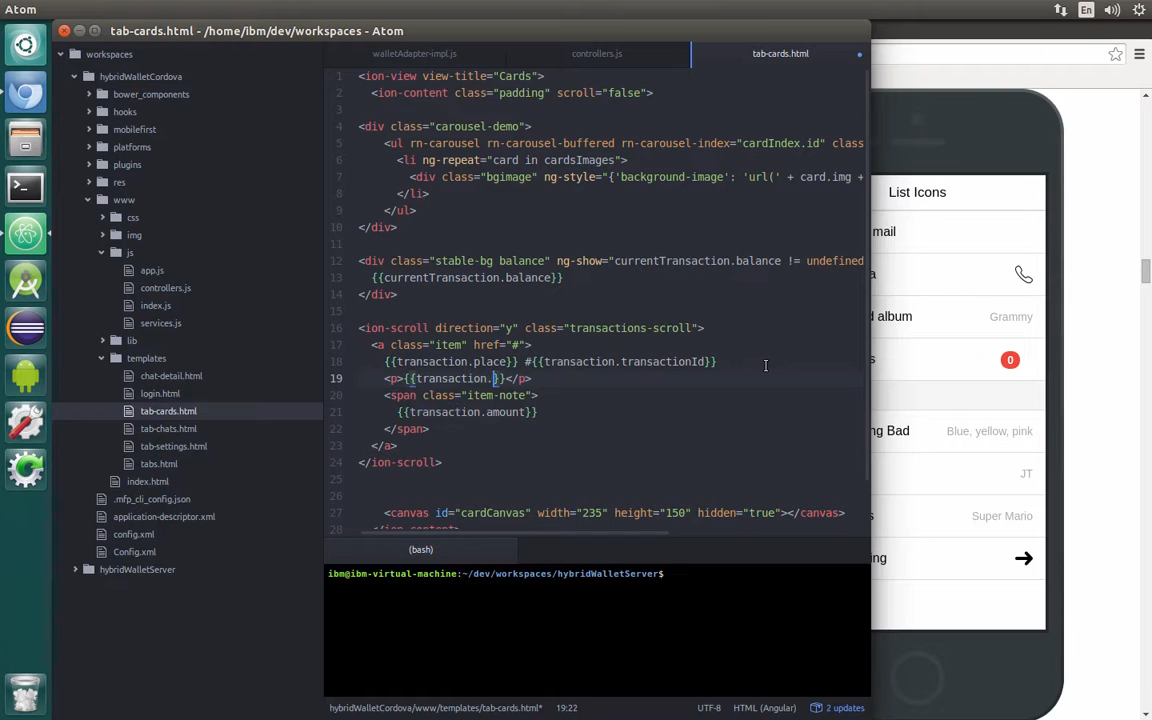 Atom
En
tab-cards.html - /home/ibm/dev/workspaces - Atom
workspaces
hybridWalletCordova
bower_components
hooks
mobilefirst
platforms
plugins
res
www
css
img
js
app.js
controllers.js
index.js
services.js
lib
templates
chat-detail.html
login.html
tab-cards.html
tab-chats.html
tab-settings.html
tabs.html
index.html
.mfp_cli_config.json
application-descriptor.xml
config.xml
Config.xml
hybridWalletServer
walletAdapter-impl.js
controllers.js
tab-cards.html
1 <ion-view view-title="Cards">
2 <ion-content class="padding" scroll="false">
3
4 <div class="carousel-demo">
5 <ul rn-carousel rn-carousel-buffered rn-carousel-index="cardIndex.id" class
6 <li ng-repeat="card in cardsImages">
7 <div class="bgimage" ng-style="{'background-image': 'url(' + card.img +
8 </li>
9 </ul>
10 </div>
11
12 <div class="stable-bg balance" ng-show="currentTransaction.balance != undefined
13 {{currentTransaction.balance}}
14 </div>
15
16 <ion-scroll direction="y" class="transactions-scroll">
17 <a class="item" href="#">
18 {{transaction.place}} #{{transaction.transactionId}}
19 <p>{{transaction.}}</p>
20 <span class="item-note">
21 {{transaction.amount}}
22 </span>
23 </a>
24 </ion-scroll>
25
26
27 <canvas id="cardCanvas" width="235" height="150" hidden="true"></canvas>
28 </ion-content>
(bash)
ibm@ibm-virtual-machine:~/dev/workspaces/hybridWalletServer$
hybridWalletCordova/www/templates/tab-cards.html* 19:22
UTF-8 HTML (Angular) 2 updates
List Icons
mail
a
d album Grammy
s 0
ng Bad Blue, yellow, pink
JT
s Super Mario
ing